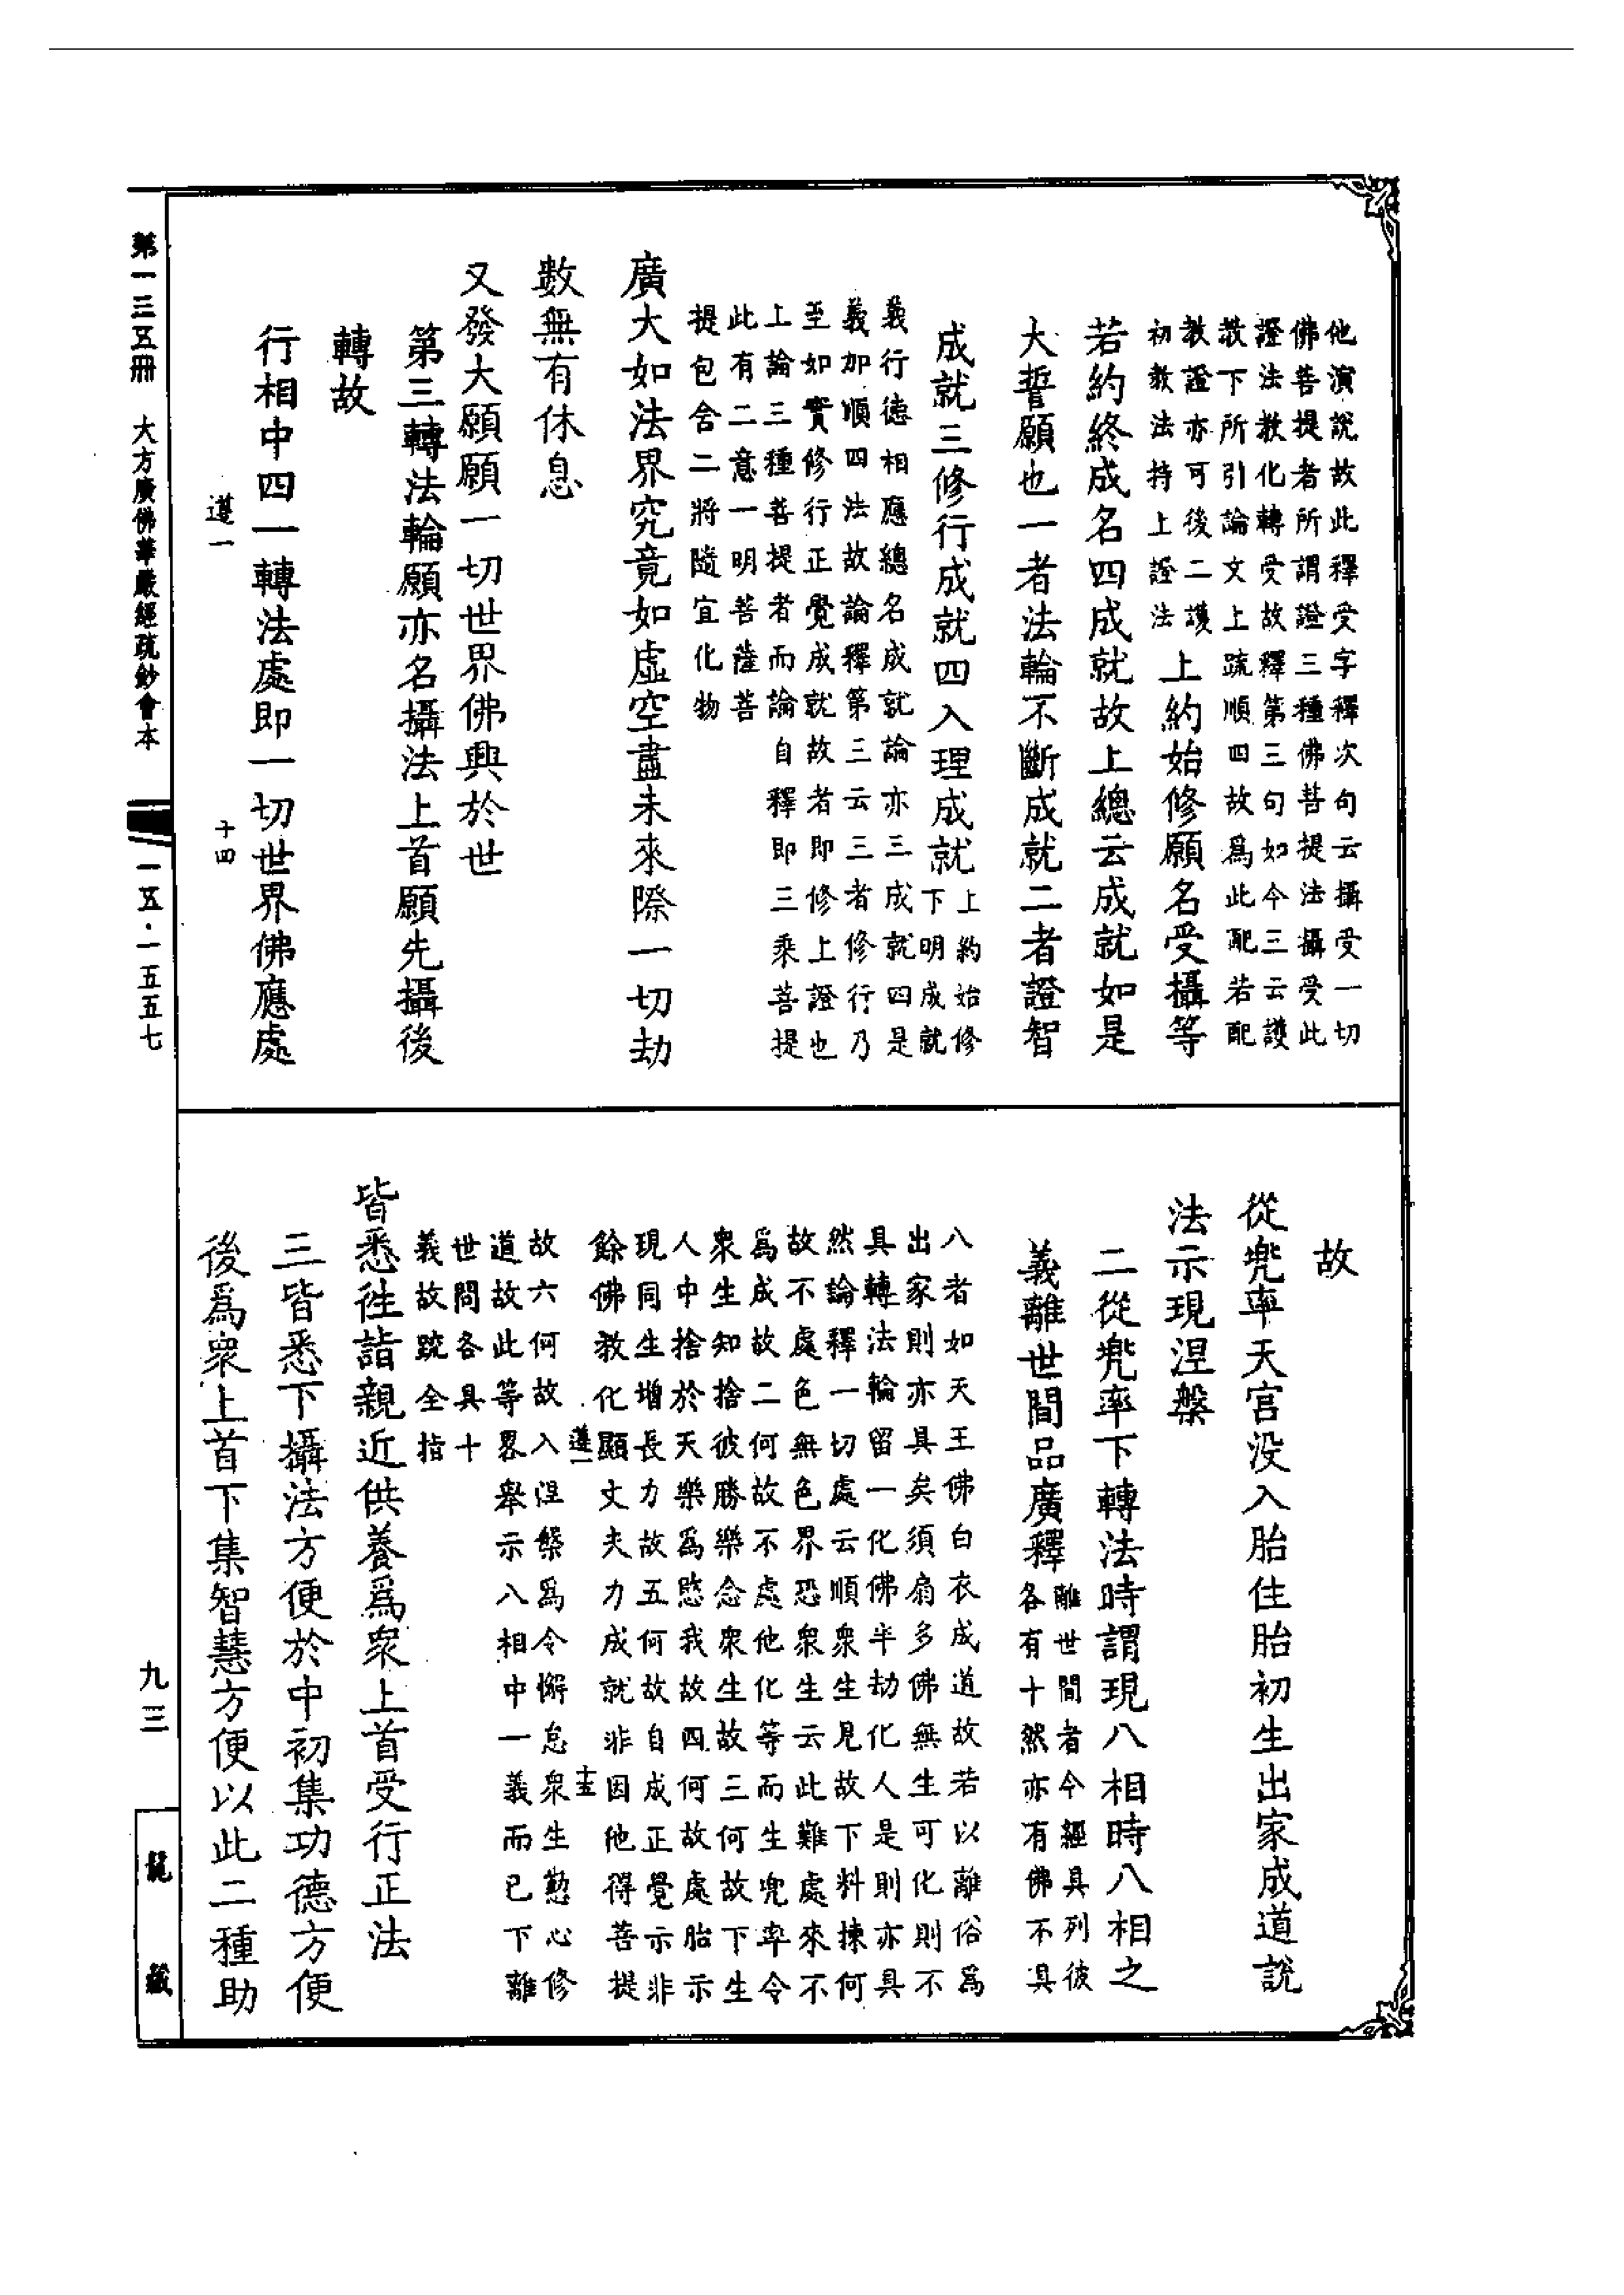 他演說故此釋受字釋次句云攝受一切
佛菩提者所謂證三種佛菩提法攝受此
證法教化轉受故釋第三句如今三云護
教下所引論文上疏順四故爲此配若配
教證亦可後二護
初教法持上證法
上約始修願名受攝等
若約終成名四成就故上總云成就如是
大誓願也一者法輪不斷成就二者證智
成就三修行成就四入理成就
上約始修
下明成就
義行德相應總名成就論亦三成就四是
義加順四法故論釋第三云三者修行乃
至如實修行正覺成就故者即修上證也
上論三種菩提者而論自釋即三乘菩提
此有二意一明菩薩菩
提包含二將隨宜化物
廣大如法界究竟如虛空盡未來際一切劫
數無有休息
又發大願願一切世界佛興於世
第三轉法輪願亦名攝法上首願先攝後
轉故
行相中四一轉法處即一切世界佛應處
遵一 十四
故
從兜率天宮没入胎住胎初生出家成道說
法示現涅槃
二從兜率下轉法時謂現八相時八相之
義離世間品廣釋
離世間者今經具列彼
各有十然亦有佛不具
八者如天王佛白衣成道故若以離俗爲
出家則亦具矣須扇多佛無生可化則不
具轉法輪留一化佛半劫化人是則亦具
然論釋一切處云順衆生見故下料揀何
故不處色無色界恐衆生云此難處來不
爲成故二何故不處他化等而生兜率令
衆生知捨彼勝樂念衆生故三何故下生
人中捨於天樂為愍我故四何故處胎示
現同生增長力故五何故自成正覺示非
餘佛教化顯丈夫力成就非因他得菩提
遵一 十五
故六何故入涅槃爲令懈怠衆生懃心修
道故此等畧舉示八相中一義而已下離
世間各具十
義故疏全指
皆悉往詣親近供養爲衆上首受行正法
三皆悉下攝法方便於中初集功德方便
後爲衆上首下集智慧方便以此二種助
第一三五冊 大方廣佛華嚴經疏鈔會本 一五·一五五七
九三
龍藏